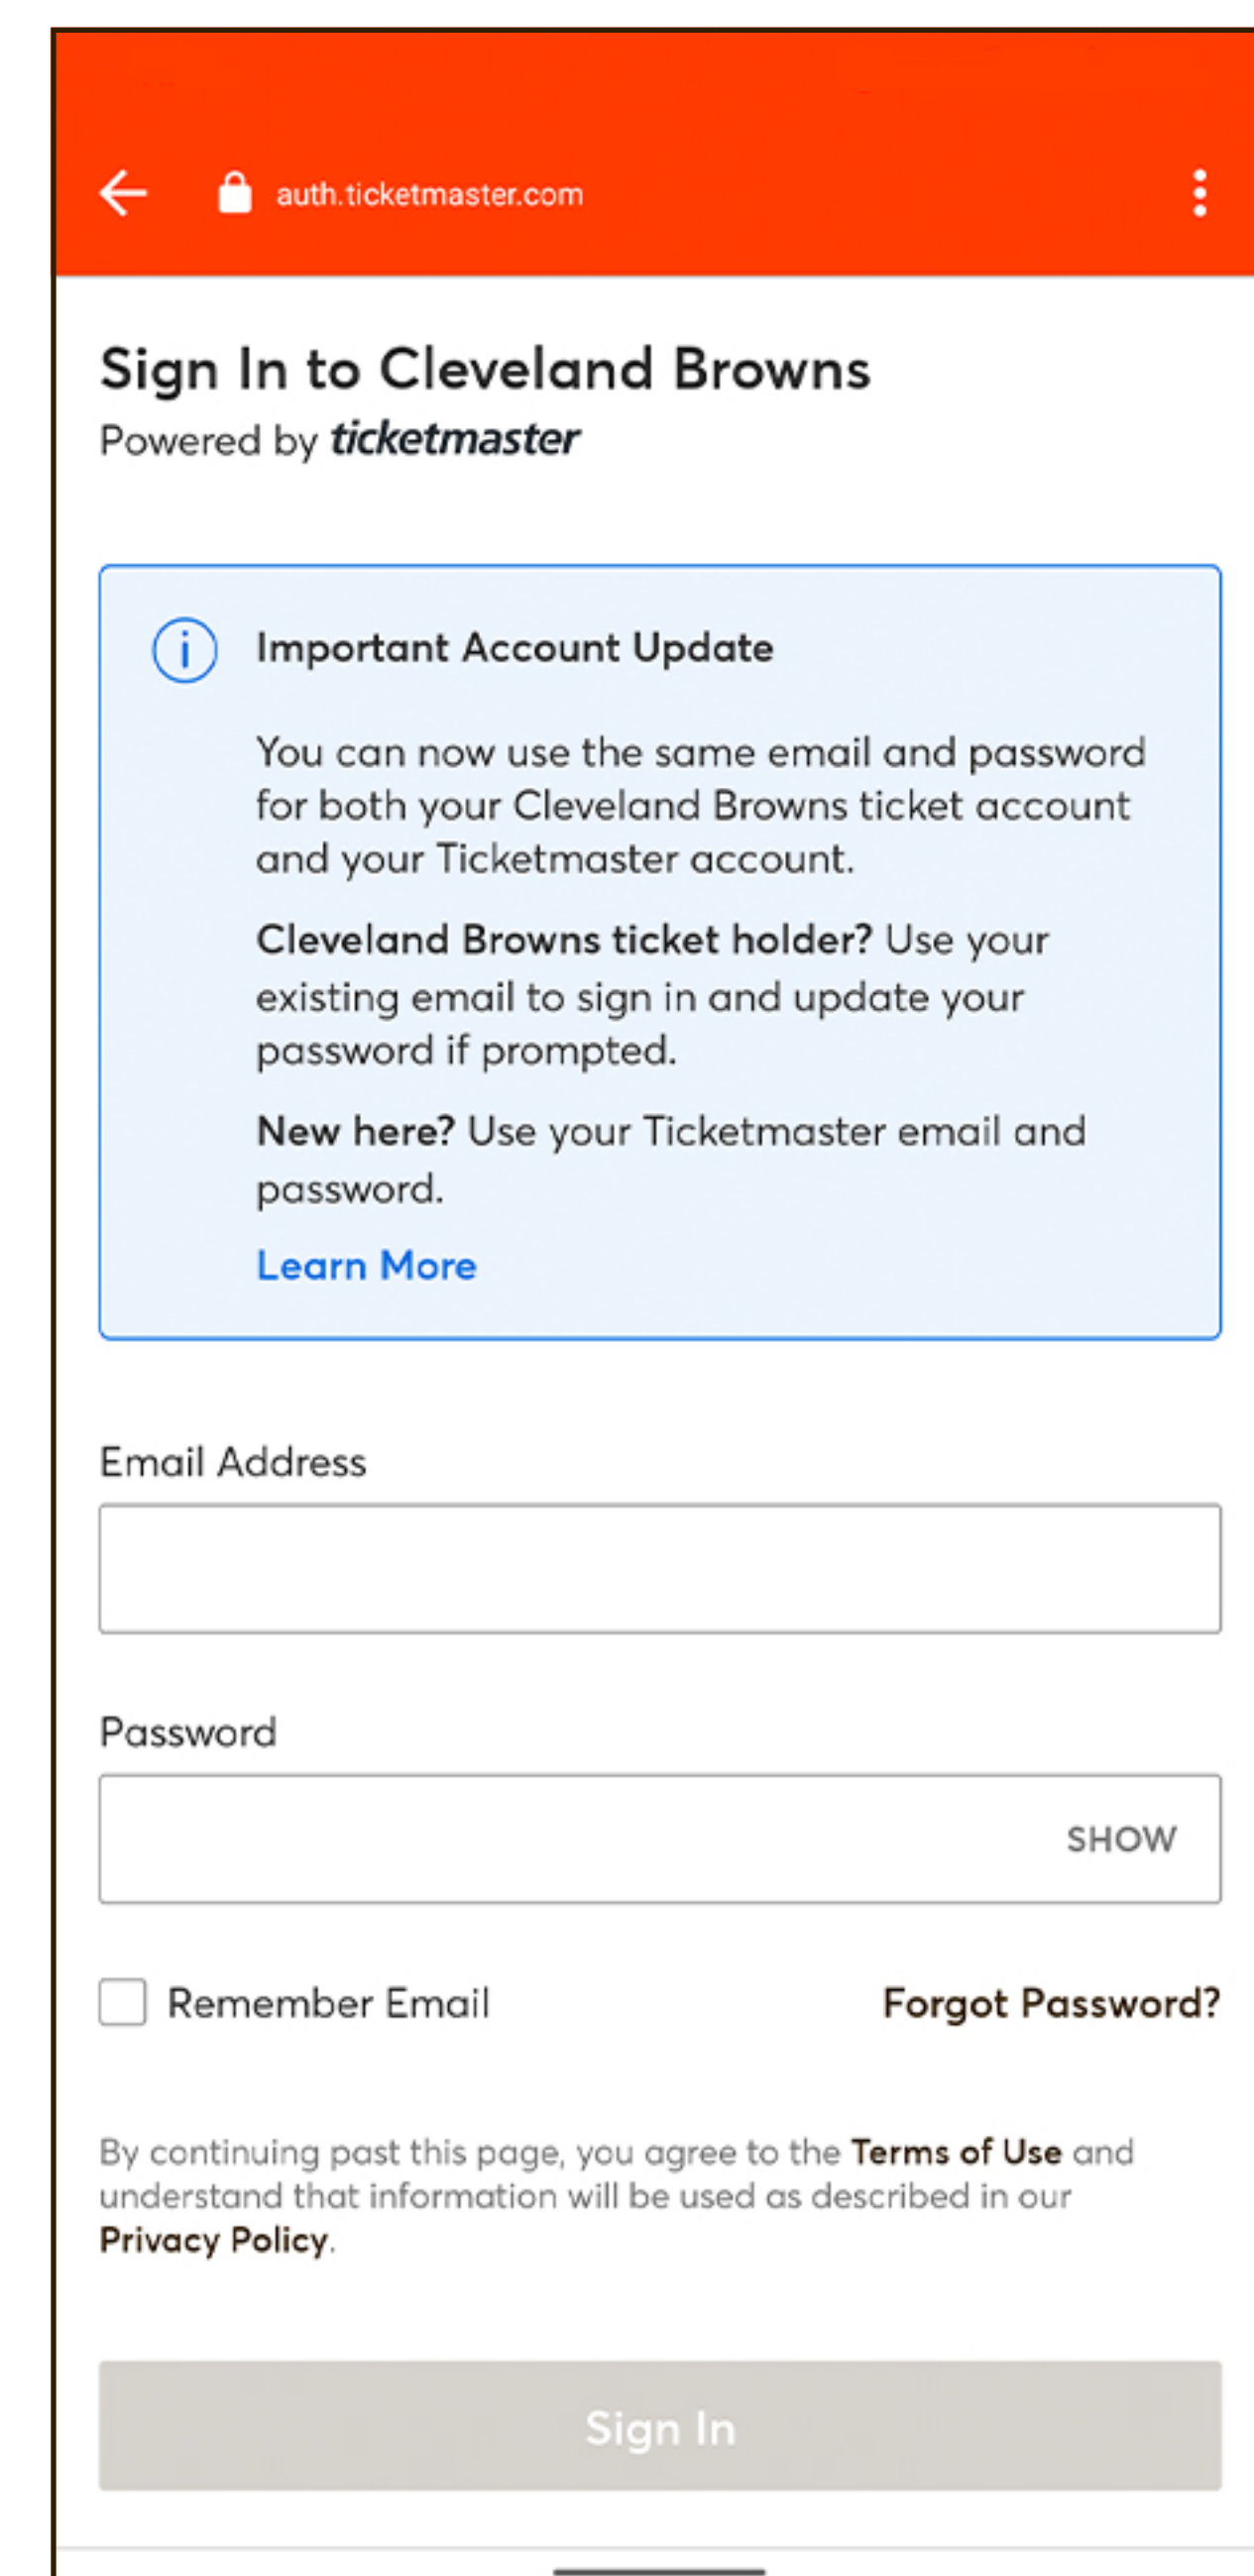 auth.ticketmaster.com
Sign In to Cleveland Browns
Powered by ticketmaster
Important Account Update
You can now use the same email and password
for both your Cleveland Browns ticket account
and your Ticketmaster account.
Cleveland Browns ticket holder? Use your
existing email to sign in and update your
password if prompted.
New here? Use your Ticketmaster email and
password.
Learn More
Email Address
Password
SHOW
Remember Email Forgot Password?
By continuing past this page, you agree to the Terms of Use and
understand that information will be used as described in our
Privacy Policy.
Sign In